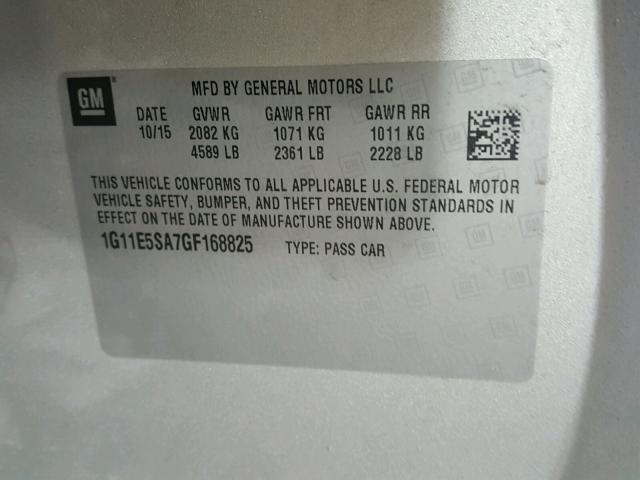 GM
MFD BY GENERAL MOTORS LLC
DATE GVWR GAWR FRT GAWR RR
10/15 2082 KG 1071 KG 1011 KG
4589 LB 2361 LB 2228 LB
THIS VEHICLE CONFORMS TO ALL APPLICABLE U.S. FEDERAL MOTOR
VEHICLE SAFETY, BUMPER, AND THEFT PREVENTION STANDARDS IN
EFFECT ON THE DATE OF MANUFACTURE SHOWN ABOVE.
1G11E5SA7GF168825 TYPE: PASS CAR